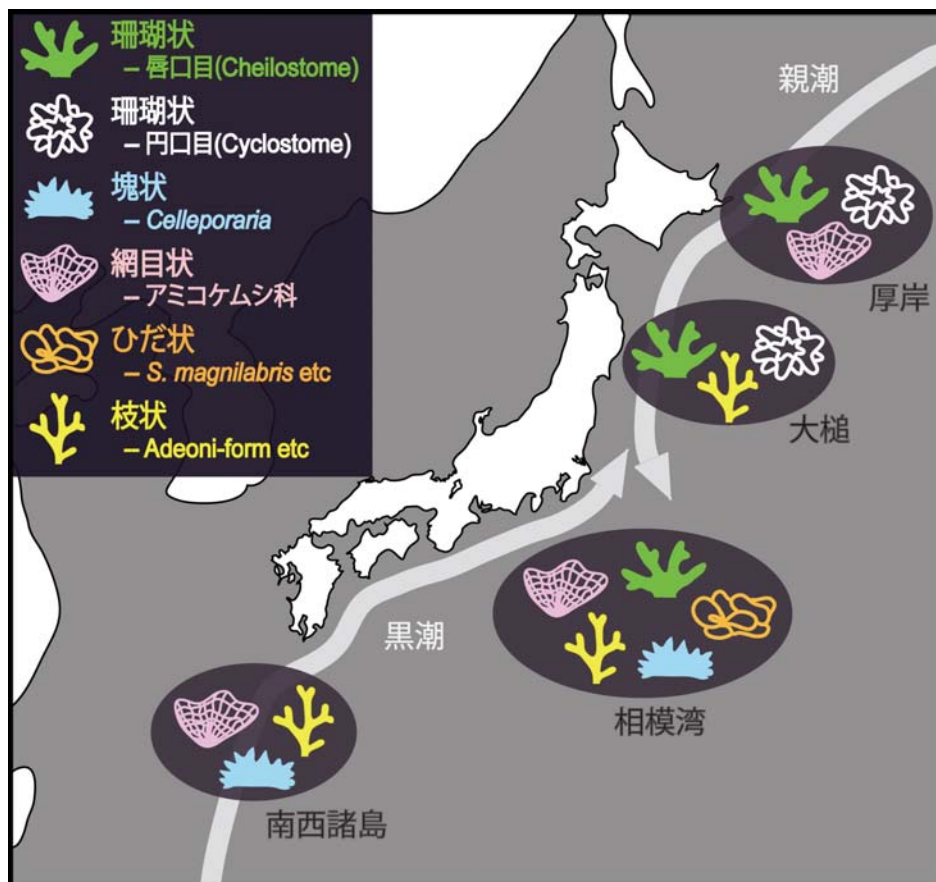 珊瑚状
– 唇口目(Cheilostome)
珊瑚状
– 円口目(Cyclostome)
塊状
– Celleporaria
網目状
– アミコケムシ科
ひだ状
– S. magnilabris etc
枝状
– Adeoni-form etc
親潮
厚岸
大槌
黒潮
相模湾
南西諸島